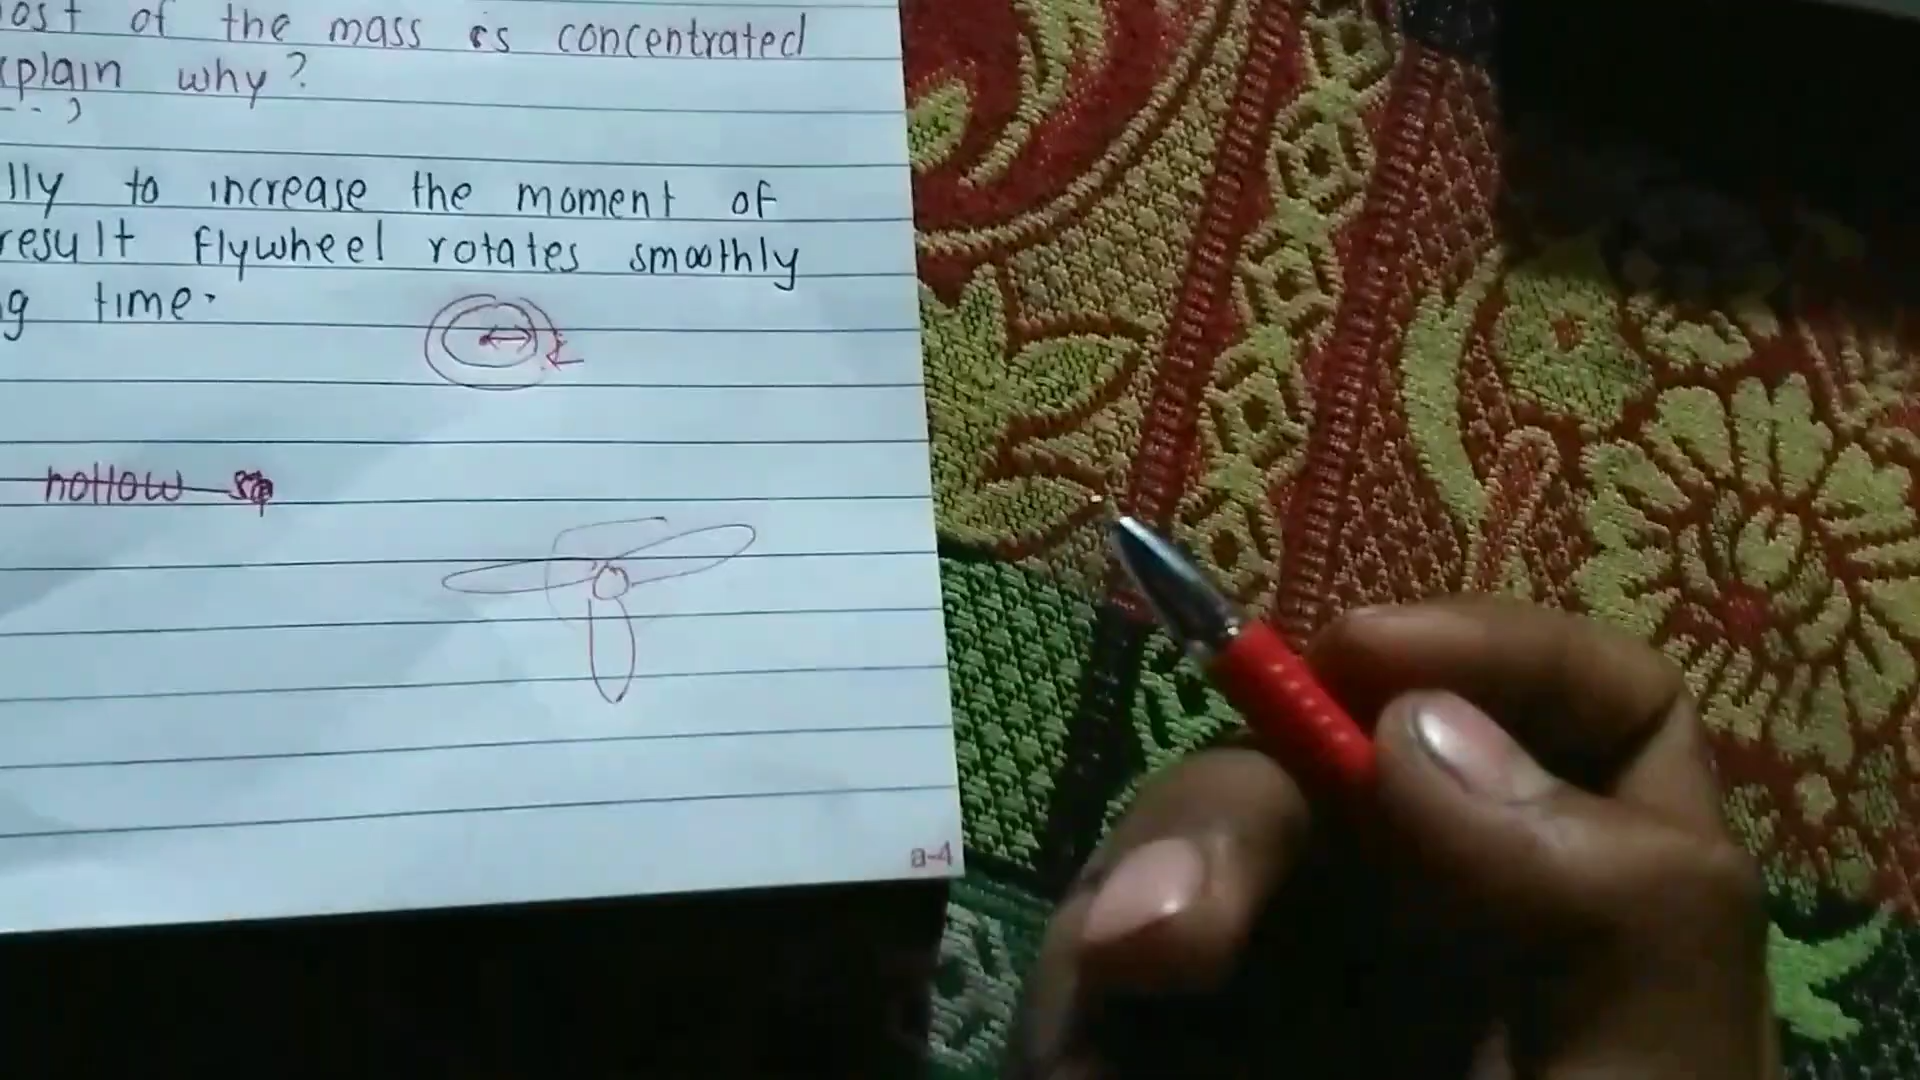 ost of the mass is concentrated
xplain why?
lly to increase the moment of
result flywheel rotates smoothly
g time.
hollow
a-4